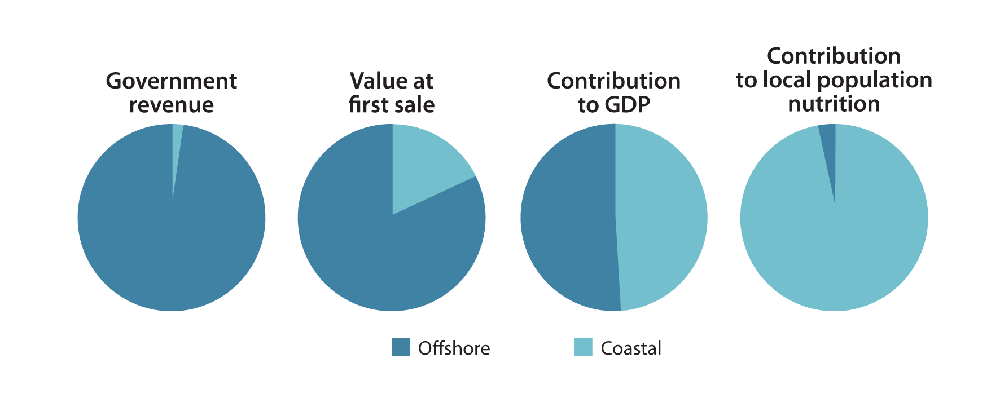 Government
revenue
Value at
first sale
Contribution
to GDP
Contribution
to local population
nutrition
Offshore
Coastal